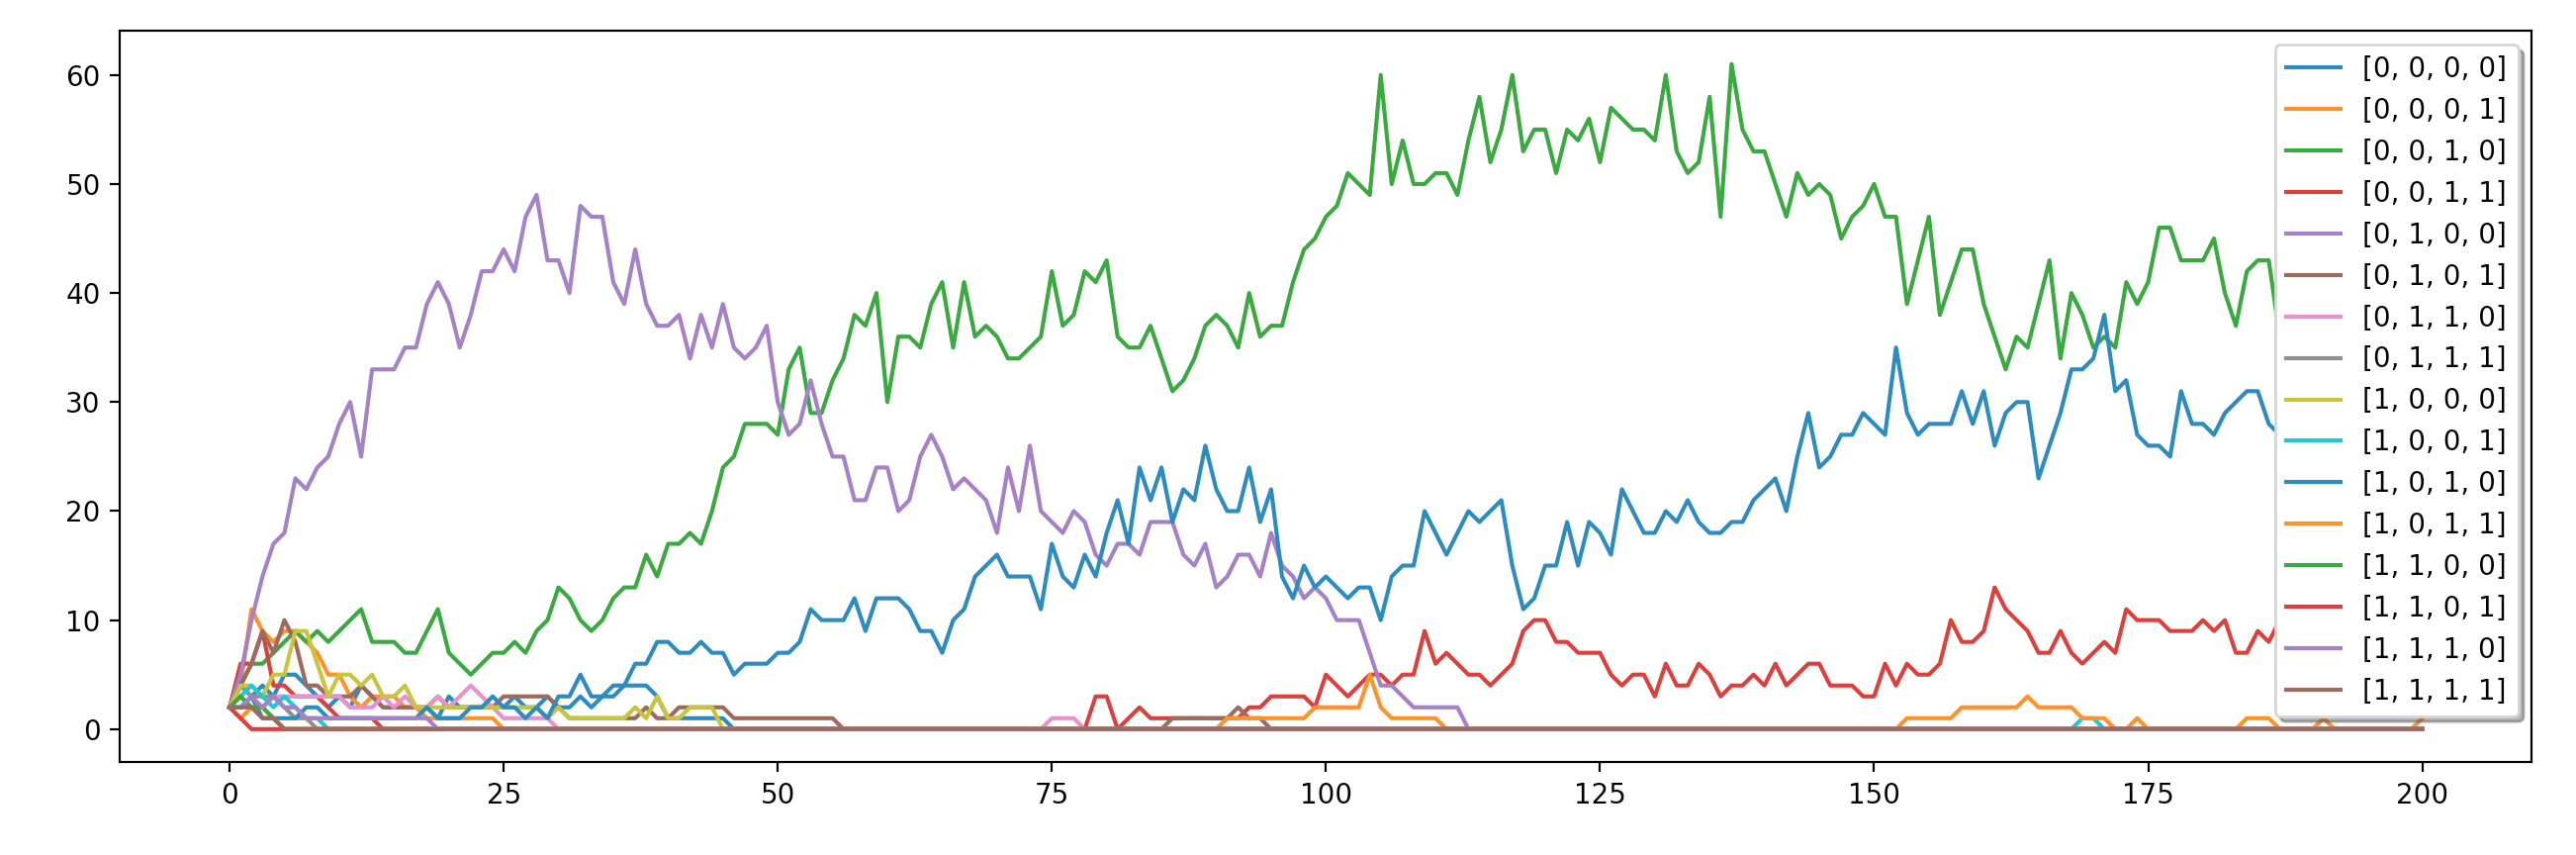 60
50
40
30
20
10
0
0 25 50 75 100 125 150 175 200
[0, 0, 0, 0]
[0, 0, 0, 1]
[0, 0, 1, 0]
[0, 0, 1, 1]
[0, 1, 0, 0]
[0, 1, 0, 1]
[0, 1, 1, 0]
[0, 1, 1, 1]
[1, 0, 0, 0]
[1, 0, 0, 1]
[1, 0, 1, 0]
[1, 0, 1, 1]
[1, 1, 0, 0]
[1, 1, 0, 1]
[1, 1, 1, 0]
[1, 1, 1, 1]